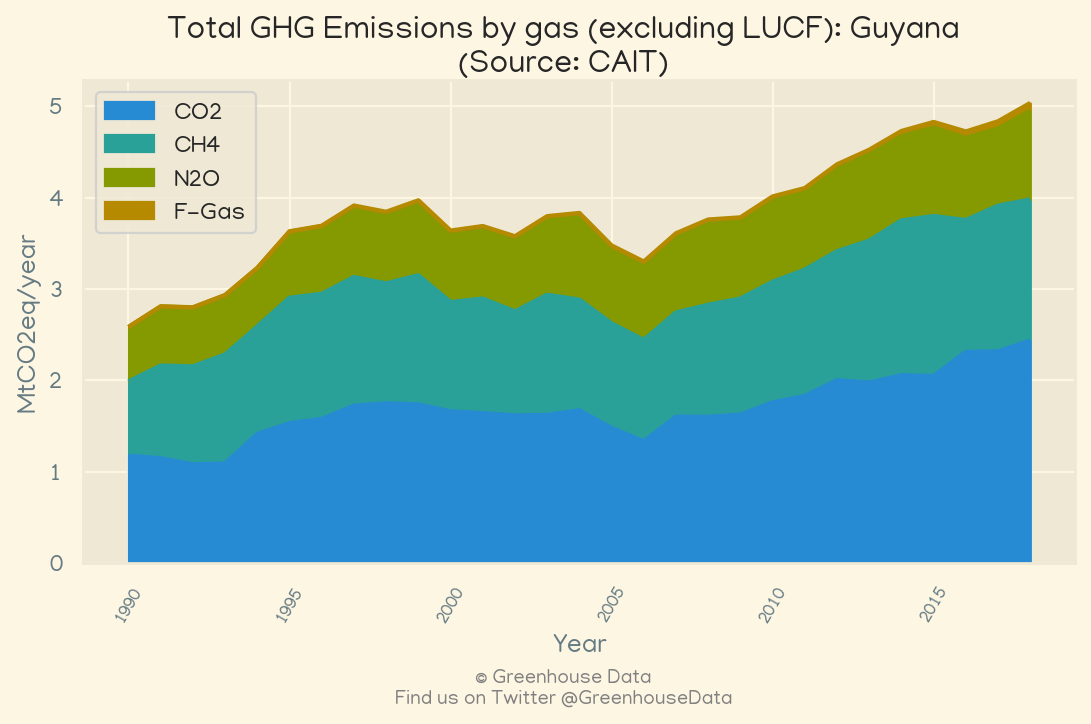 Total GHG Emissions by gas (excluding LUCF): Guyana
(Source: CAIT)
CO2
CH4
N2O
F-Gas
MtCO2eq/year
5
4
3
2
1
0
1990
1995
2000
2005
2010
2015
Year
© Greenhouse Data
Find us on Twitter @GreenhouseData